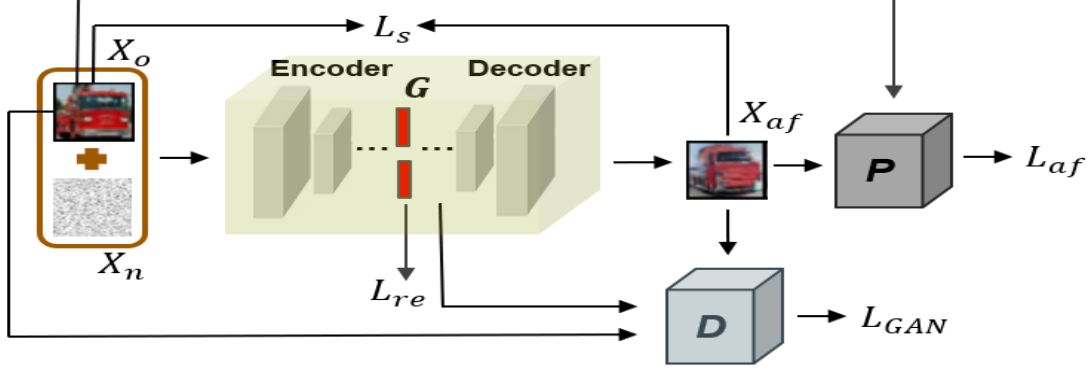 L_s
X_o
Encoder
Decoder
G
X_af
P
L_af
X_n
L_re
D
L_GAN